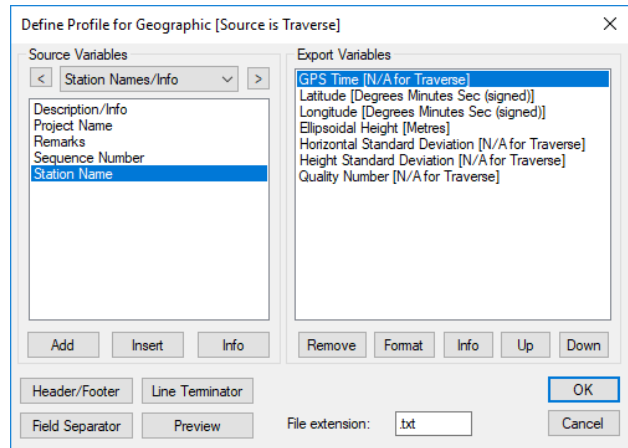 Define Profile for Geographic [Source is Traverse]
Source Variables
< Station Names/Info >
Description/Info
Project Name
Remarks
Sequence Number
Station Name
Add Insert Info
Export Variables
GPS Time [N/A for Traverse]
Latitude [Degrees Minutes Sec (signed)]
Longitude [Degrees Minutes Sec (signed)]
Ellipsoidal Height [Metres]
Horizontal Standard Deviation [N/A for Traverse]
Height Standard Deviation [N/A for Traverse]
Quality Number [N/A for Traverse]
Remove Format Info Up Down
Header/Footer Line Terminator
Field Separator Preview
File extension: .txt
OK
Cancel